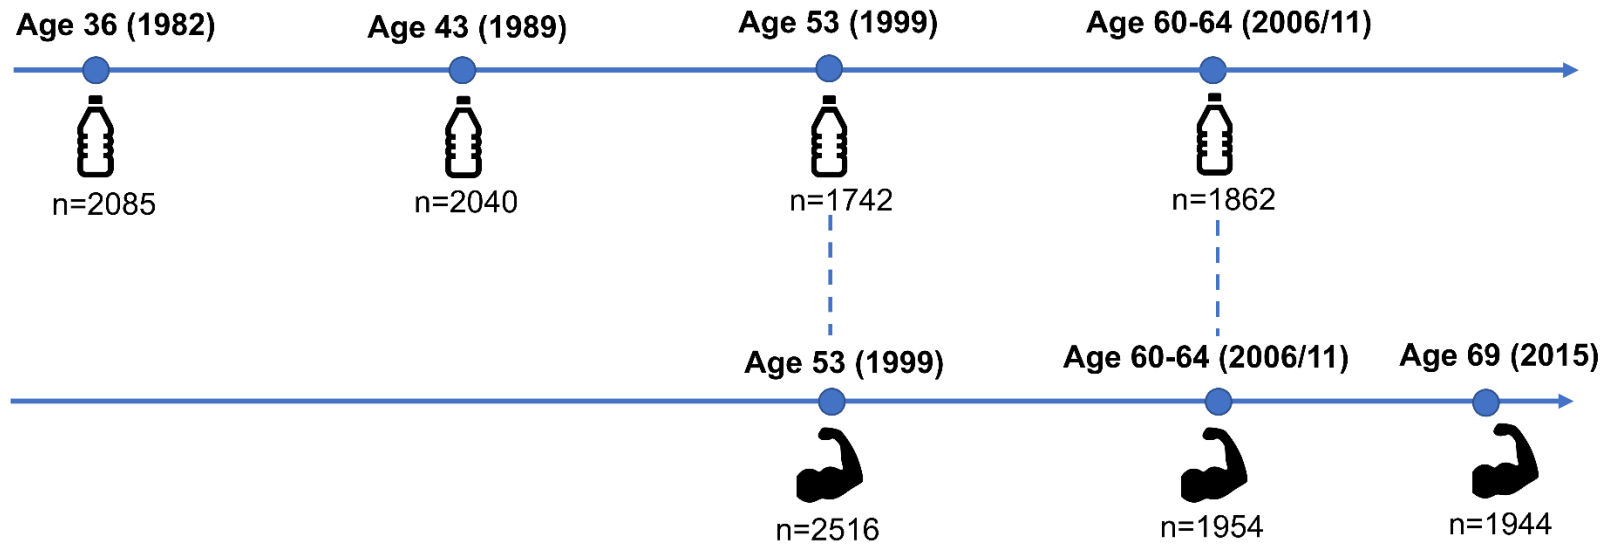 Age 36 (1982)
Age 43 (1989)
Age 53 (1999)
Age 60-64 (2006/11)
n=2085
n=2040
n=1742
n=1862
Age 53 (1999)
Age 60-64 (2006/11)
Age 69 (2015)
n=2516
n=1954
n=1944